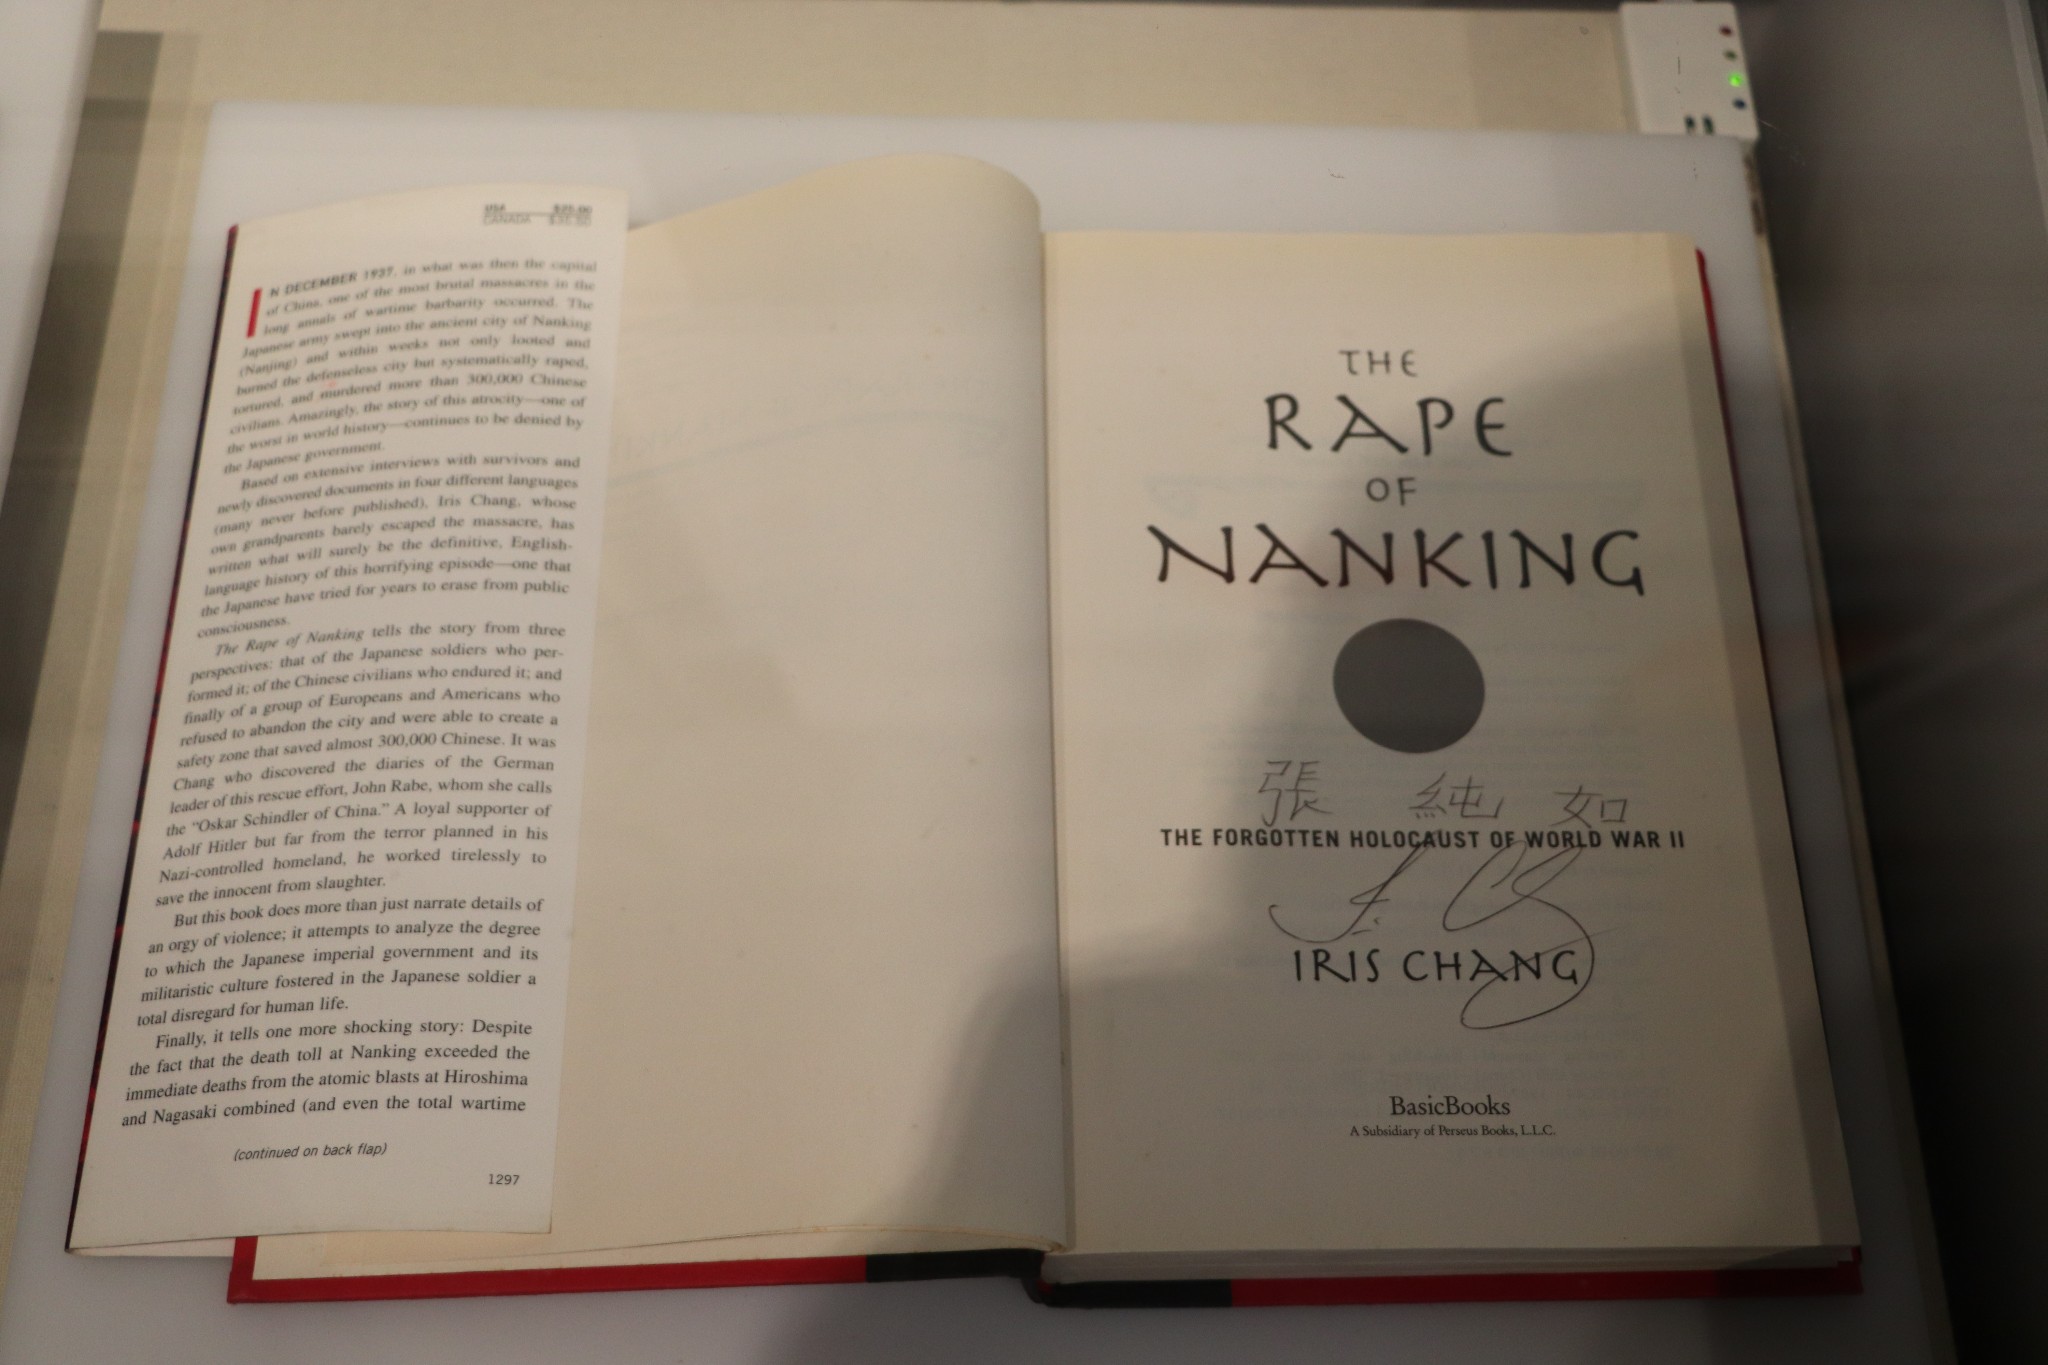 USA $25.00
CANADA $35.50
IN DECEMBER 1937, in what was then the capital
of China, one of the most brutal massacres in the
long annals of wartime barbarity occurred. The
Japanese army swept into the ancient city of Nanking
(Nanjing) and within weeks not only looted and
burned the defenseless city but systematically raped,
tortured, and murdered more than 300,000 Chinese
civilians. Amazingly, the story of this atrocity—one of
the worst in world history—continues to be denied by
the Japanese government.
Based on extensive interviews with survivors and
newly discovered documents in four different languages
(many never before published), Iris Chang, whose
own grandparents barely escaped the massacre, has
written what will surely be the definitive, English-
language history of this horrifying episode—one that
the Japanese have tried for years to erase from public
consciousness.
The Rape of Nanking tells the story from three
perspectives: that of the Japanese soldiers who per-
formed it; of the Chinese civilians who endured it; and
finally of a group of Europeans and Americans who
refused to abandon the city and were able to create a
safety zone that saved almost 300,000 Chinese. It was
Chang who discovered the diaries of the German
leader of this rescue effort, John Rabe, whom she calls
the “Oskar Schindler of China.” A loyal supporter of
Adolf Hitler but far from the terror planned in his
Nazi-controlled homeland, he worked tirelessly to
save the innocent from slaughter.
But this book does more than just narrate details of
an orgy of violence; it attempts to analyze the degree
to which the Japanese imperial government and its
militaristic culture fostered in the Japanese soldier a
total disregard for human life.
Finally, it tells one more shocking story: Despite
the fact that the death toll at Nanking exceeded the
immediate deaths from the atomic blasts at Hiroshima
and Nagasaki combined (and even the total wartime
(continued on back flap)
1297
THE
RAPE
OF
NANKING
張 純 如
THE FORGOTTEN HOLOCAUST OF WORLD WAR II
IRIS CHANG
BasicBooks
A Subsidiary of Perseus Books, L.L.C.